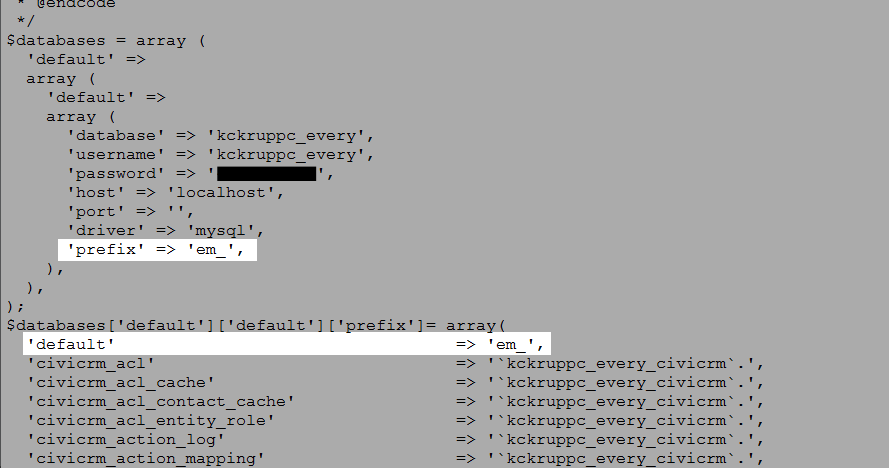 * @endcode
*/
$databases = array (
'default' =>
array (
'default' =>
array (
'database' => 'kckruppc_every',
'username' => 'kckruppc_every',
'password' => '          ',
'host' => 'localhost',
'port' => '',
'driver' => 'mysql',
'prefix' => 'em_',
),
),
);
$databases['default']['default']['prefix']= array(
'default' => 'em_',
'civicrm_acl' => '`kckruppc_every_civicrm`.',
'civicrm_acl_cache' => '`kckruppc_every_civicrm`.',
'civicrm_acl_contact_cache' => '`kckruppc_every_civicrm`.',
'civicrm_acl_entity_role' => '`kckruppc_every_civicrm`.',
'civicrm_action_log' => '`kckruppc_every_civicrm`.',
'civicrm_action_mapping' => '`kckruppc_every_civicrm`.',